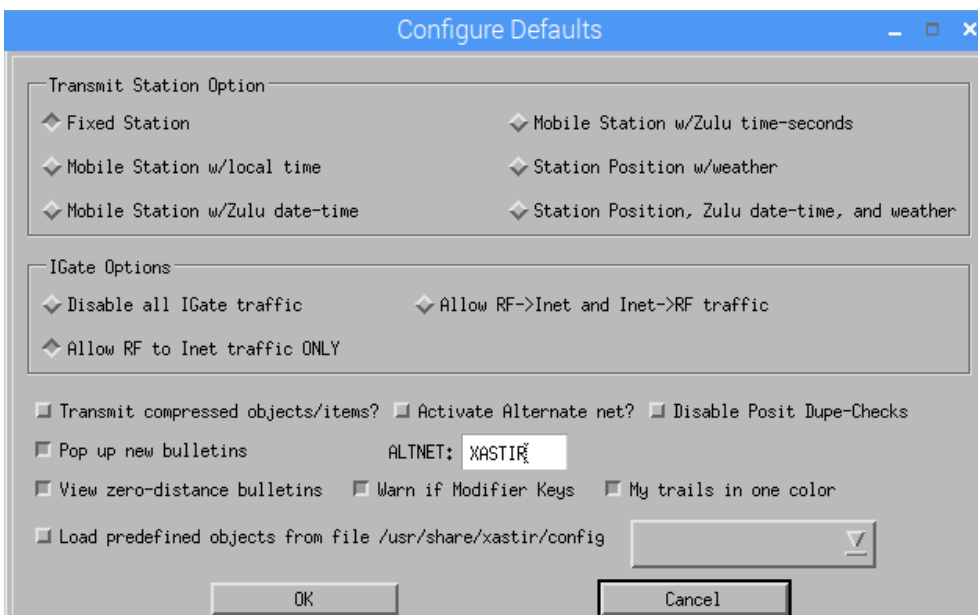 Configure Defaults
Transmit Station Option
Fixed Station
Mobile Station w/Zulu time-seconds
Mobile Station w/local time
Station Position w/weather
Mobile Station w/Zulu date-time
Station Position, Zulu date-time, and weather
IGate Options
Disable all IGate traffic
Allow RF->Inet and Inet->RF traffic
Allow RF to Inet traffic ONLY
Transmit compressed objects/items? Activate Alternate net? Disable Posit Dupe-Checks
Pop up new bulletins
ALTNET: XASTIR
View zero-distance bulletins Warn if Modifier Keys My trails in one color
Load predefined objects from file /usr/share/xastir/config
OK Cancel